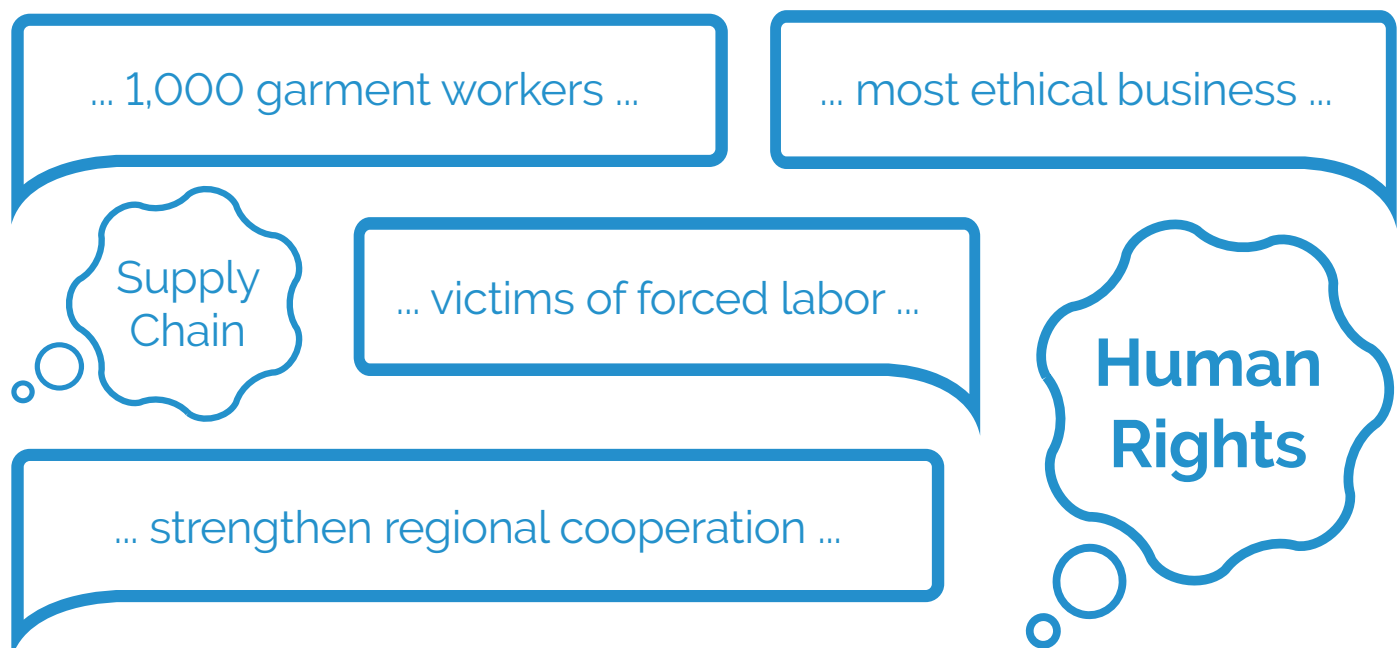 ... 1,000 garment workers ...
... most ethical business ...
Supply
Chain
... victims of forced labor ...
Human
Rights
... strengthen regional cooperation ...